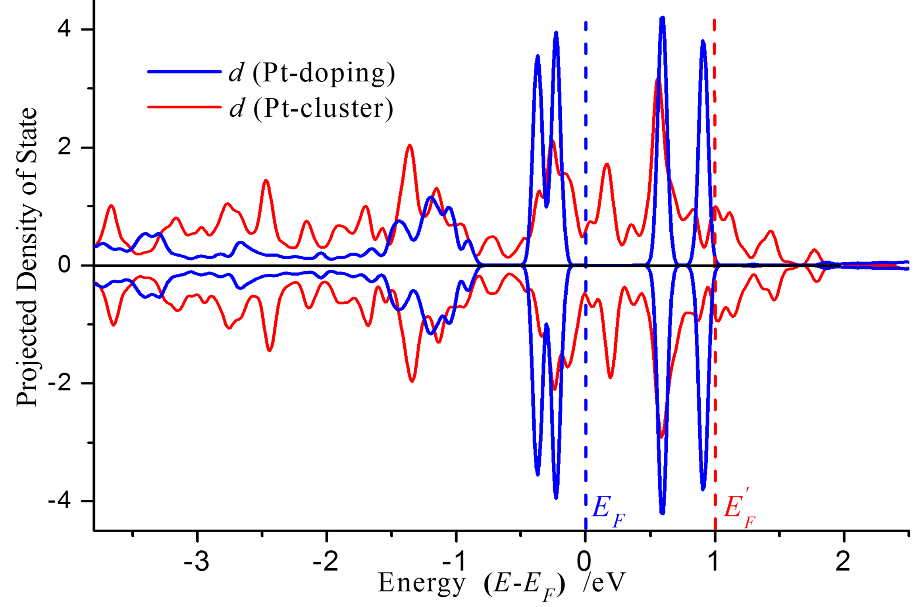 4
2
0
-2
-4
Projected Density of State
d (Pt-doping)
d (Pt-cluster)
E_F
E'_F
-3
-2
-1
0
1
2
Energy (E-E_F) /eV